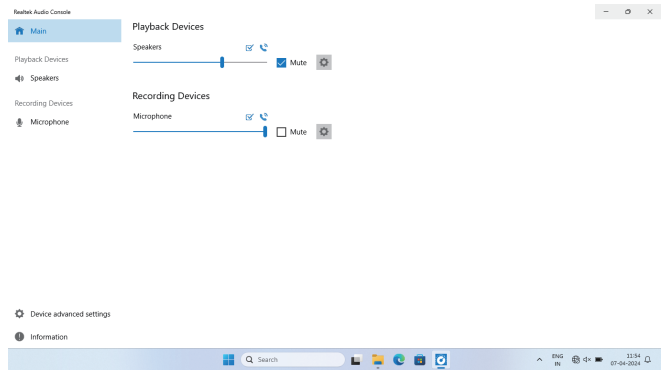 Realtek Audio Console
Main
Playback Devices
Speakers
Recording Devices
Microphone
Device advanced settings
Information
Playback Devices
Speakers
Mute
Recording Devices
Microphone
Mute
Search
ENG
IN
11:54
07-04-2024